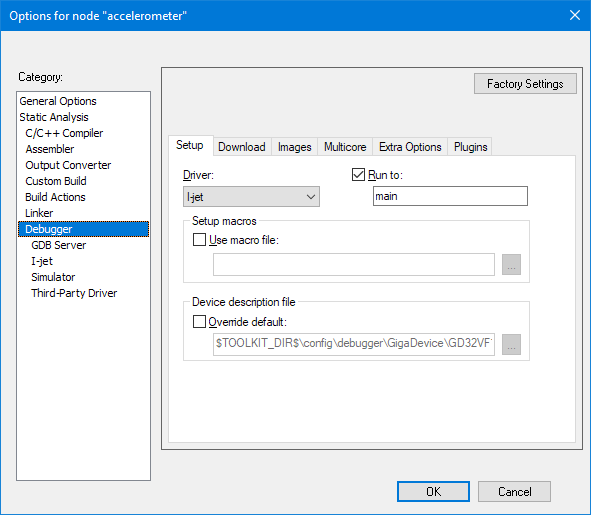 Options for node "accelerometer"
Category:
Factory Settings
General Options
Static Analysis
C/C++ Compiler
Assembler
Output Converter
Custom Build
Build Actions
Linker
Debugger
GDB Server
I-jet
Simulator
Third-Party Driver
Setup Download Images Multicore Extra Options Plugins
Driver:
Run to:
I-jet
main
Setup macros
Use macro file:
...
Device description file
Override default:
$TOOLKIT_DIR$\config\debugger\GigaDevice\GD32VF
...
OK
Cancel